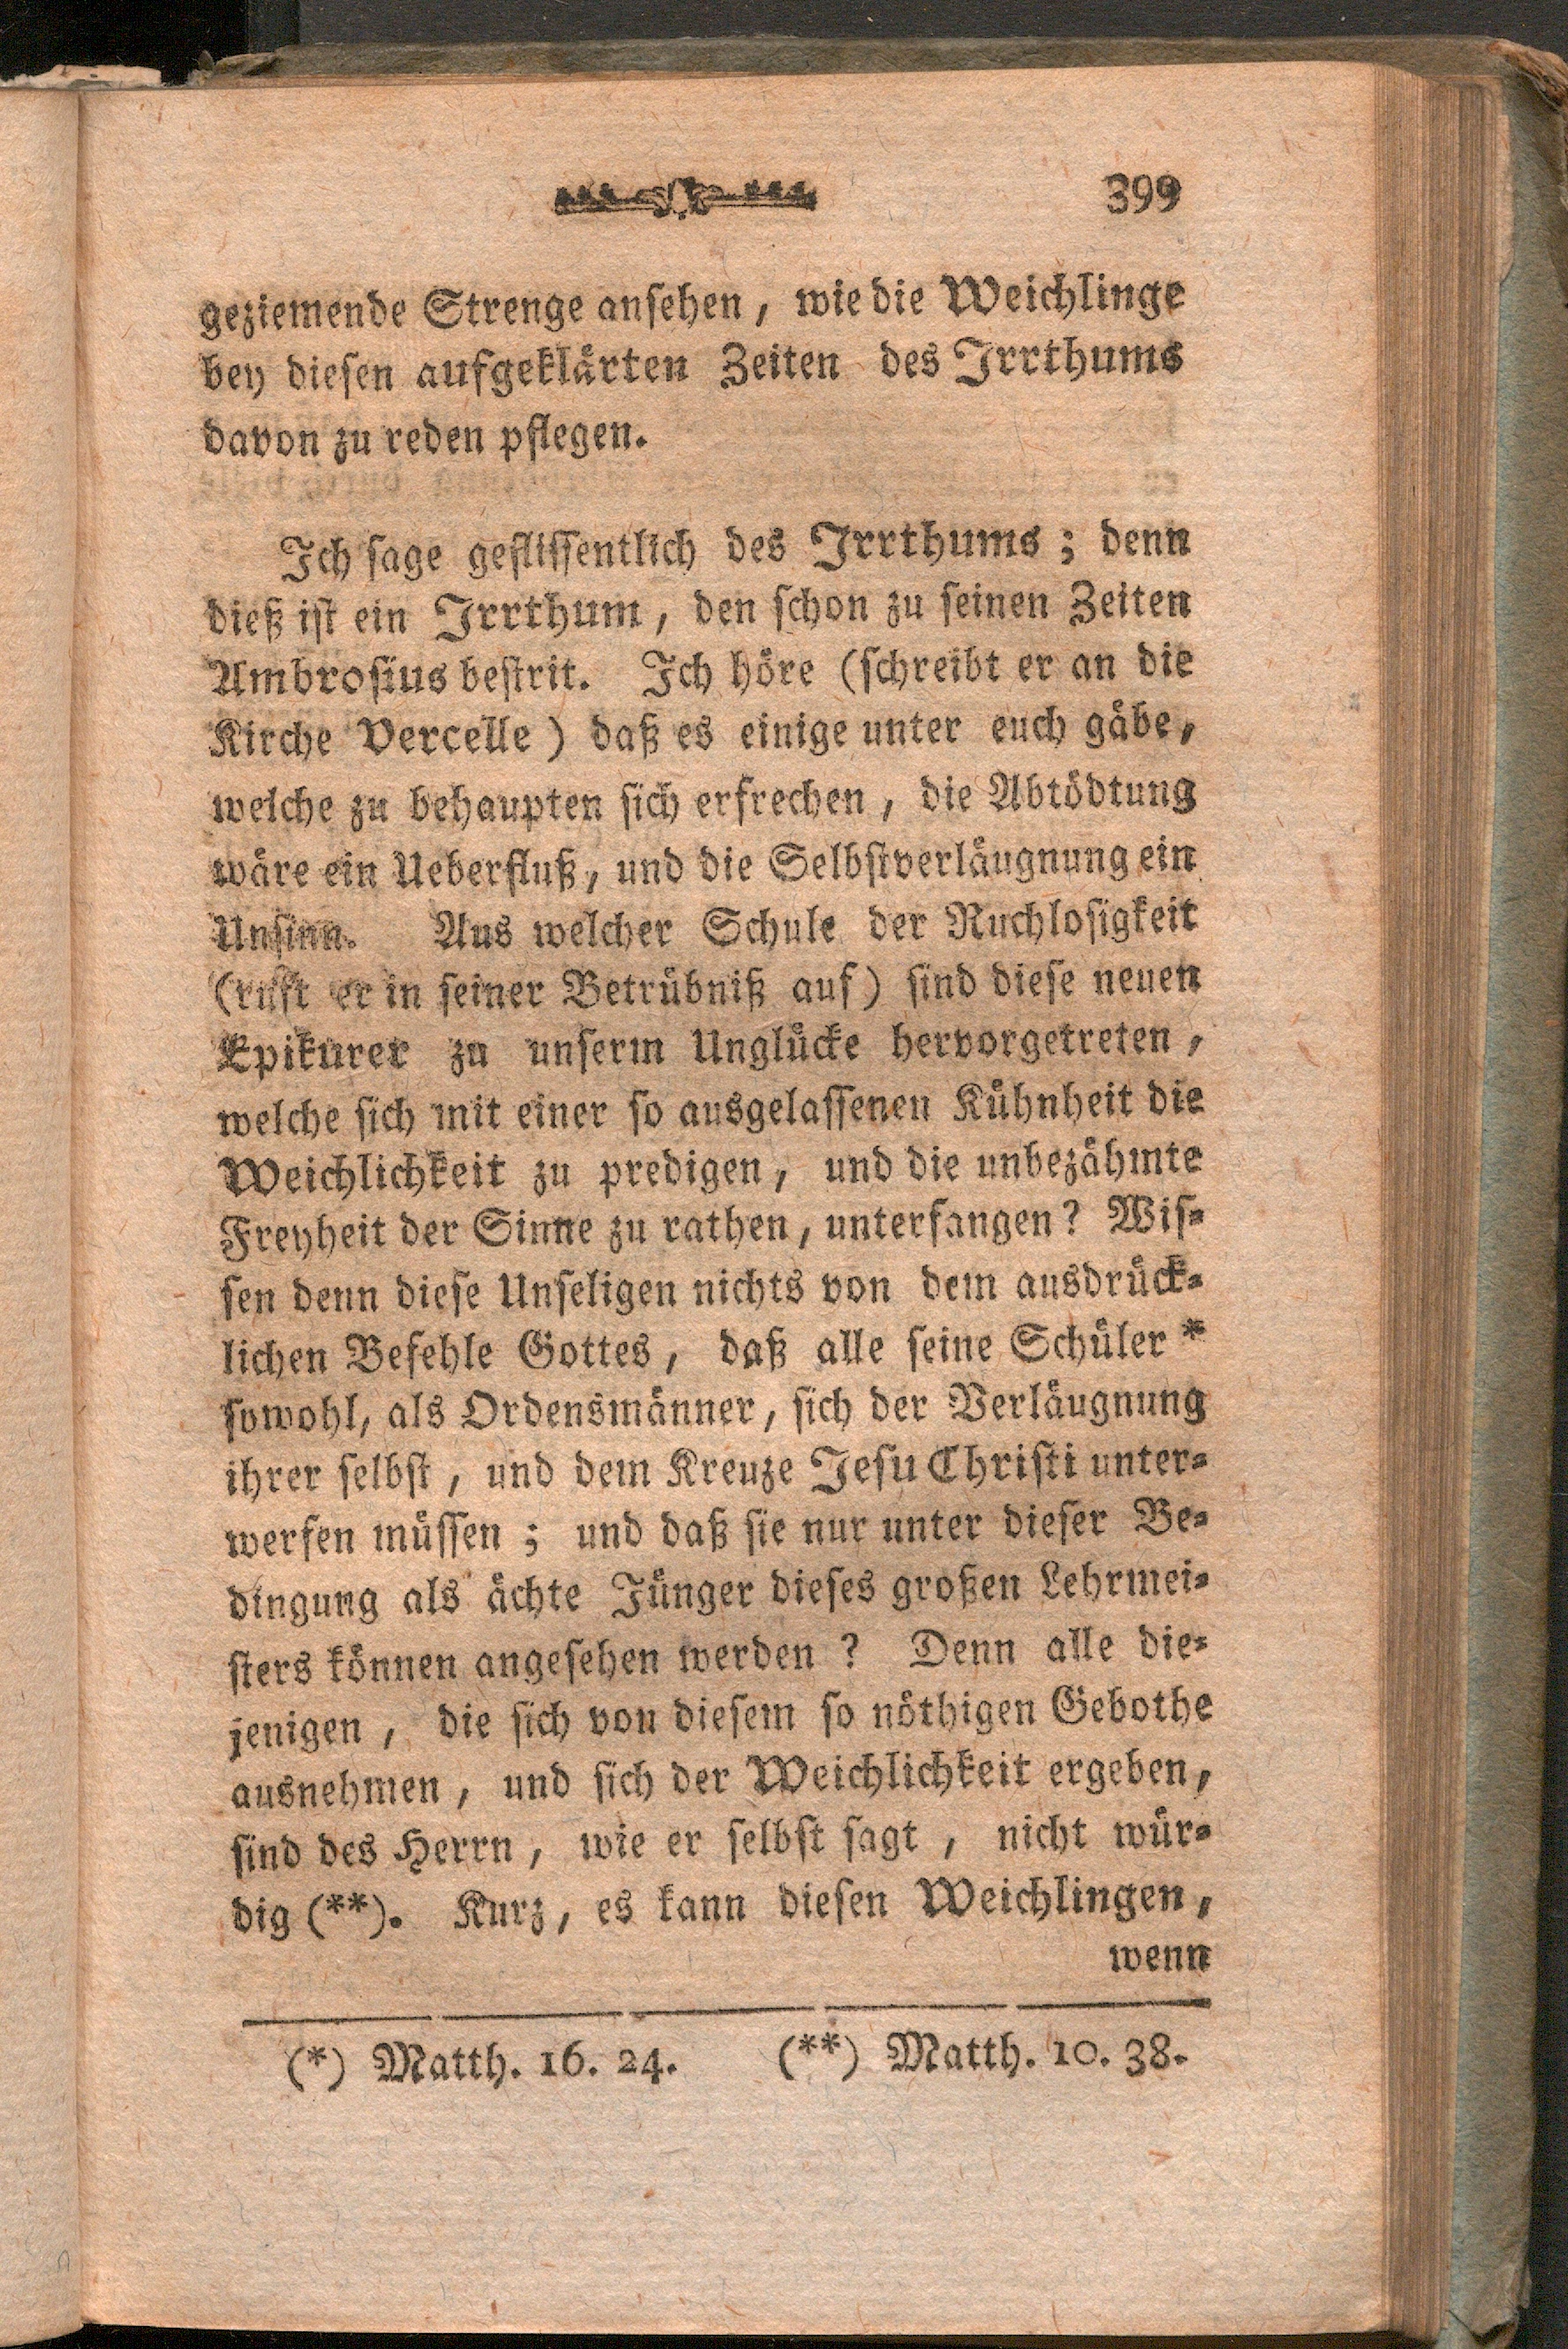 399
geziemende Strenge ansehen, wie die Weichlinge
bey diesen aufgeklärten Zeiten des Irrthums
davon zu reden pflegen.
Ich sage geflissentlich des Irrthums; denn
dieß ist ein Irrthum, den schon zu seinen Zeiten
Ambrosius bestrit. Ich höre (schreibt er an die
Kirche Vercelle) daß es einige unter euch gäbe,
welche zu behaupten sich erfrechen, die Abtödtung
wäre ein Ueberfluß, und die Selbstverläugnung ein
Unsinn. Aus welcher Schule der Ruchlosigkeit
(ruft er in seiner Betrübniß auf) sind diese neuen
Epikurer zu unserm Unglücke hervorgetreten,
welche sich mit einer so ausgelassenen Kühnheit die
Weichlichkeit zu predigen, und die unbezähmte
Freyheit der Sinne zu rathen, unterfangen? Wis-
sen denn diese Unseligen nichts von dem ausdrück-
lichen Befehle Gottes, daß alle seine Schüler *
sowohl, als Ordensmänner, sich der Verläugnung
ihrer selbst, und dem Kreuze Jesu Christi unter-
werfen müssen; und daß sie nur unter dieser Be-
dingung als ächte Jünger dieses großen Lehrmei-
sters können angesehen werden? Denn alle die-
jenigen, die sich von diesem so nöthigen Gebothe
ausnehmen, und sich der Weichlichkeit ergeben,
sind des Herrn, wie er selbst sagt, nicht wür-
dig (**). Kurz, es kann diesen Weichlingen,
wenn
(*) Matth. 16. 24. (**) Matth. 10. 38.